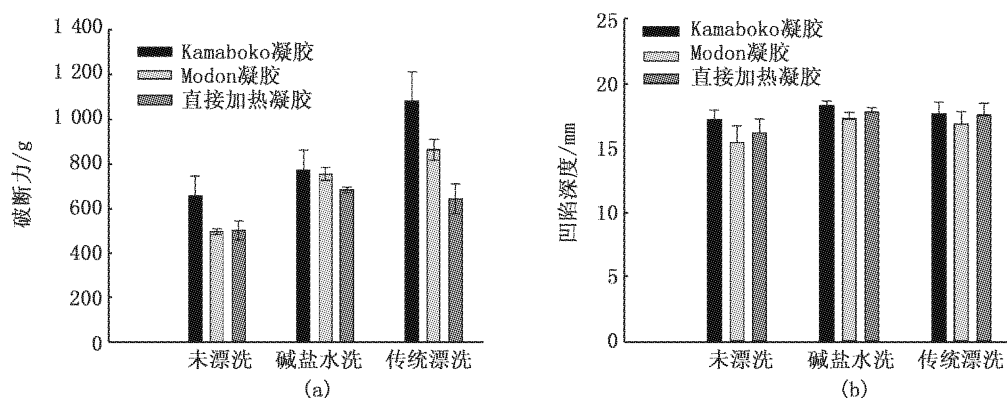 1 400
1 200
1 000
800
600
400
200
0
破断力/g
Kamaboko凝胶
Modon凝胶
直接加热凝胶
未漂洗 碱盐水洗 传统漂洗
(a)
25
20
15
10
5
0
凹陷深度/mm
Kamaboko凝胶
Modon凝胶
直接加热凝胶
未漂洗 碱盐水洗 传统漂洗
(b)